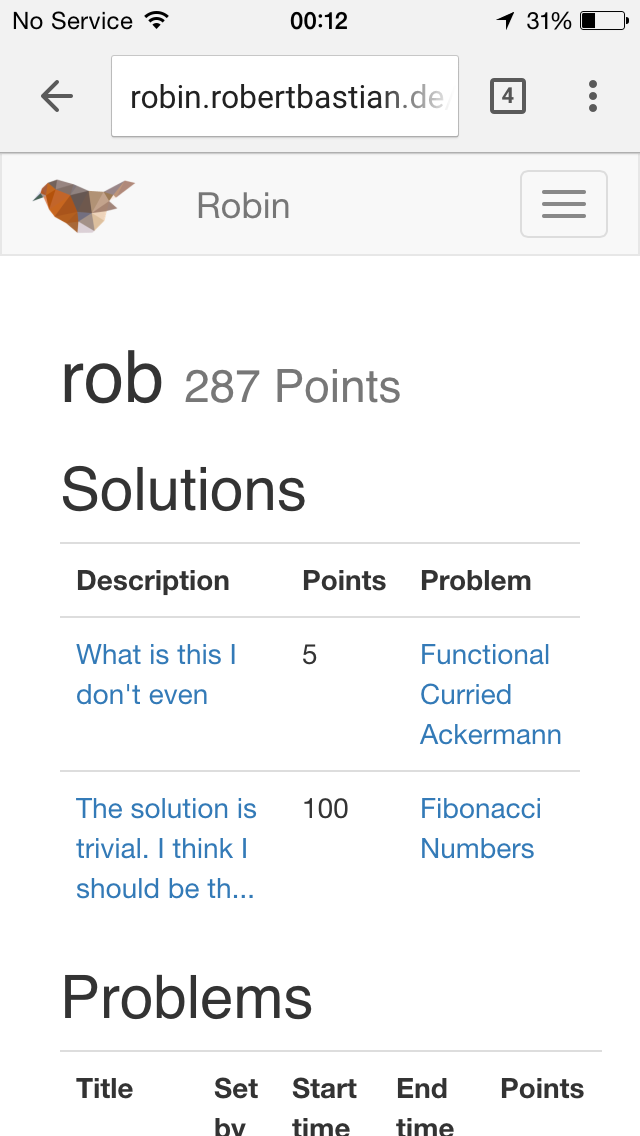 No Service 00:12 31%
robin.robertbastian.de/ 4
Robin
rob 287 Points
Solutions
Description Points Problem
What is this I 5 Functional
don't even Curried
Ackermann
The solution is 100 Fibonacci
trivial. I think I Numbers
should be th...
Problems
Title Set Start End Points
by time time